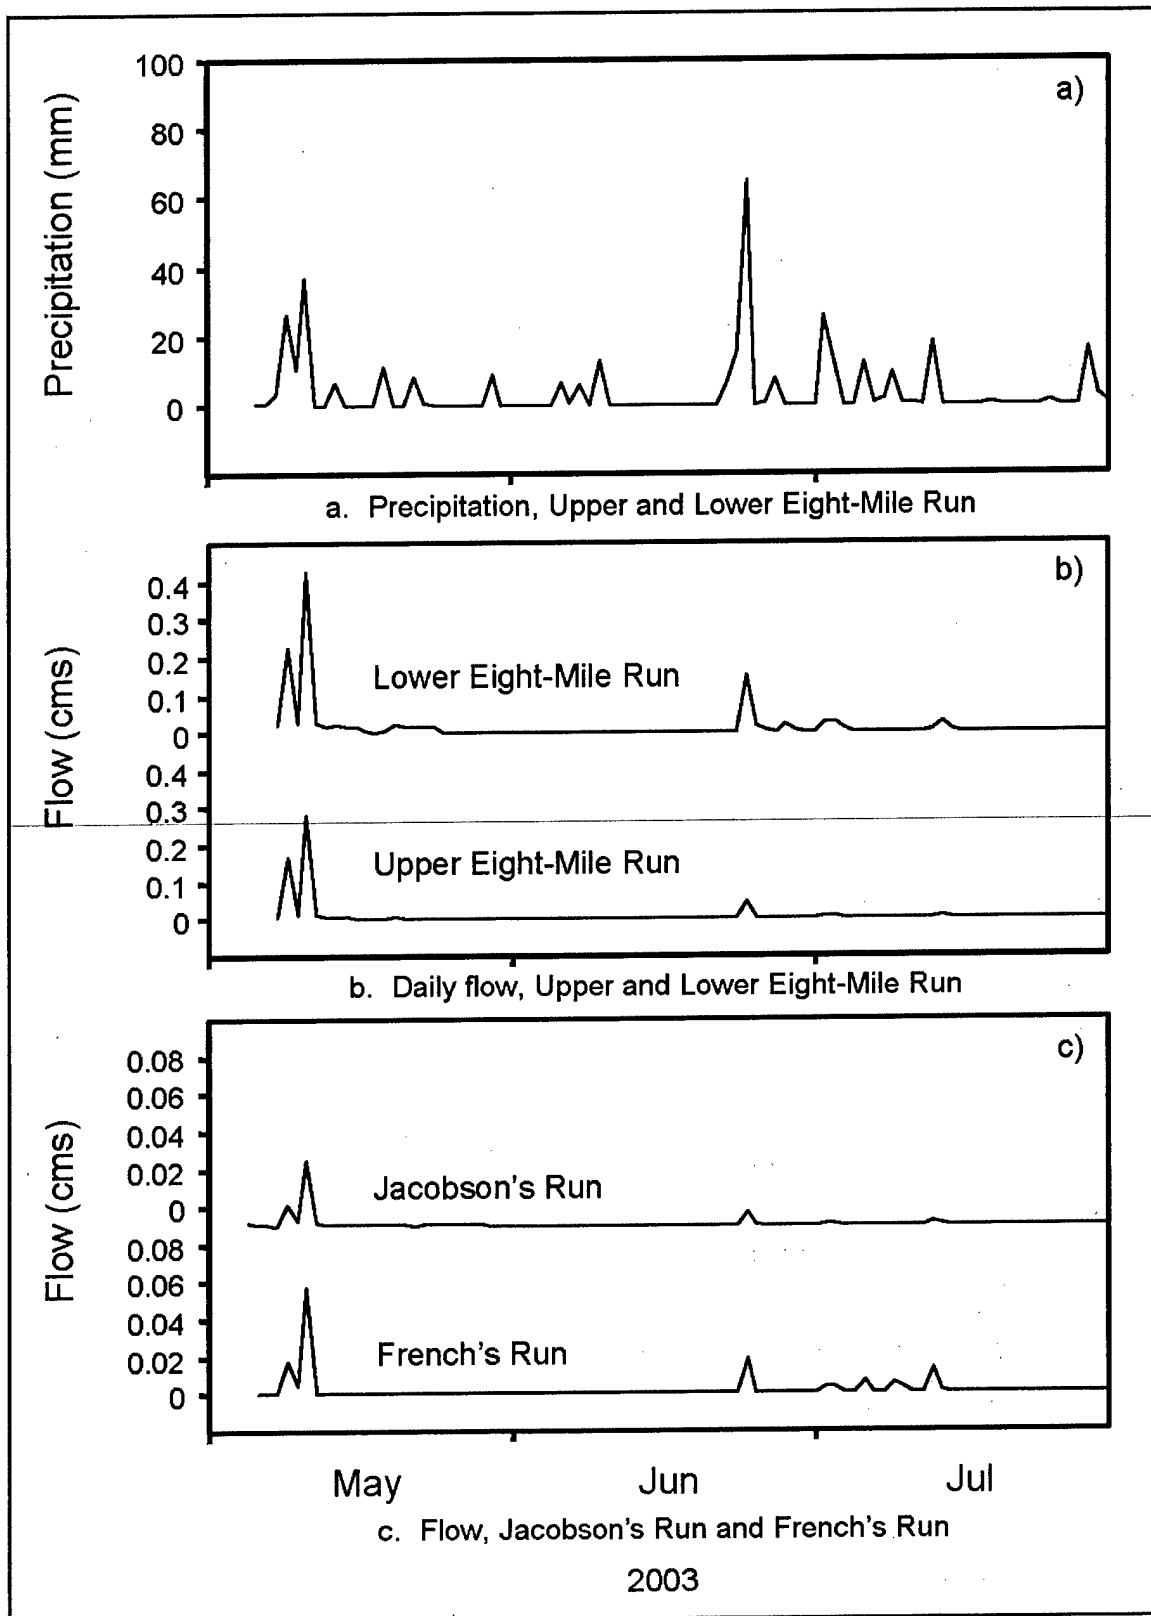 a)
Precipitation (mm)
100
80
60
40
20
0
a. Precipitation, Upper and Lower Eight-Mile Run
b)
Flow (cms)
0.4
0.3
0.2
0.1
0
Lower Eight-Mile Run
0.4
0.3
0.2
0.1
0
Upper Eight-Mile Run
b. Daily flow, Upper and Lower Eight-Mile Run
c)
Flow (cms)
0.08
0.06
0.04
0.02
0
Jacobson's Run
0.08
0.06
0.04
0.02
0
French's Run
May Jun Jul
c. Flow, Jacobson's Run and French's Run
2003